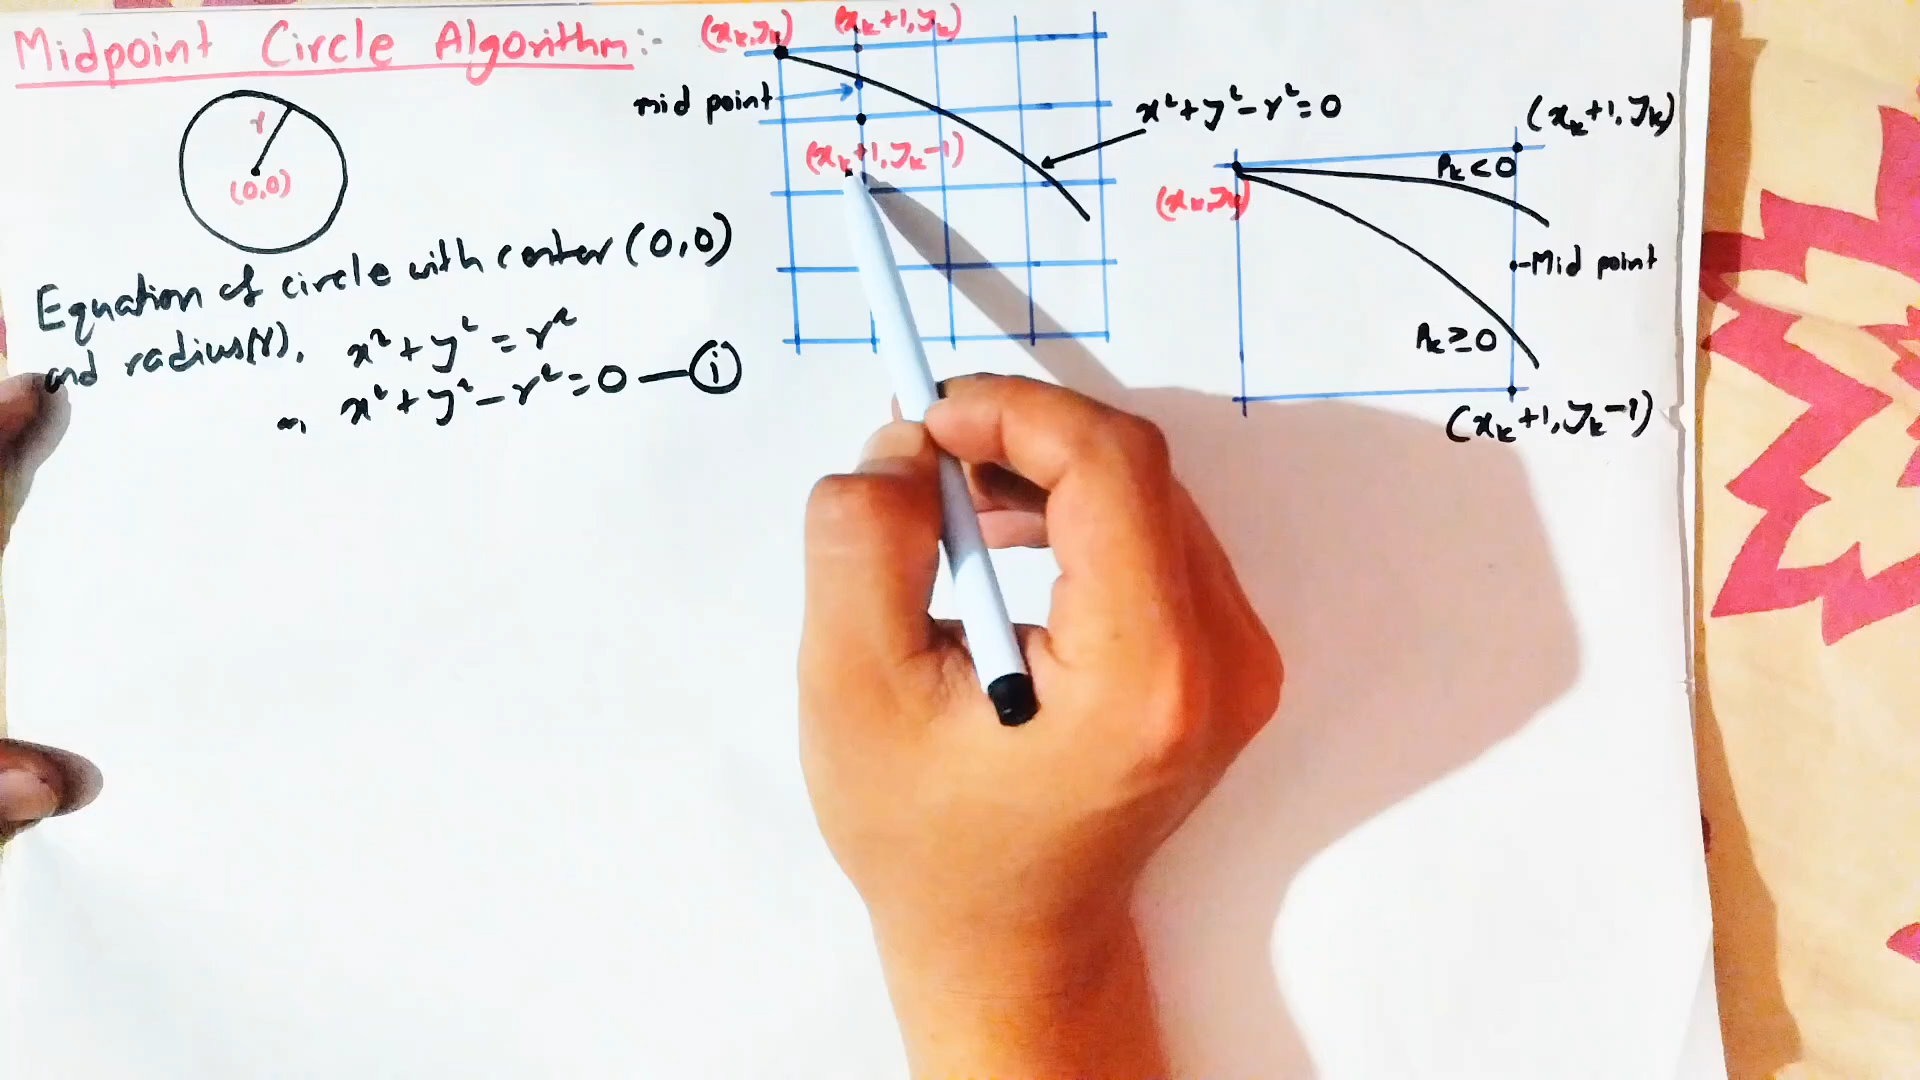 Midpoint Circle Algorithm:-
r
(0,0)
Equation of circle with center (0,0)
and radius(r), x² + y² = r²
x² + y² - r² = 0 — (i)
(xₖ, yₖ)
(xₖ+1, yₖ)
mid point
(xₖ+1, yₖ-1)
x² + y² - r² = 0
(xₖ+1, yₖ)
Pₖ < 0
(xₖ, yₖ)
Mid point
Pₖ ≥ 0
(xₖ+1, yₖ-1)